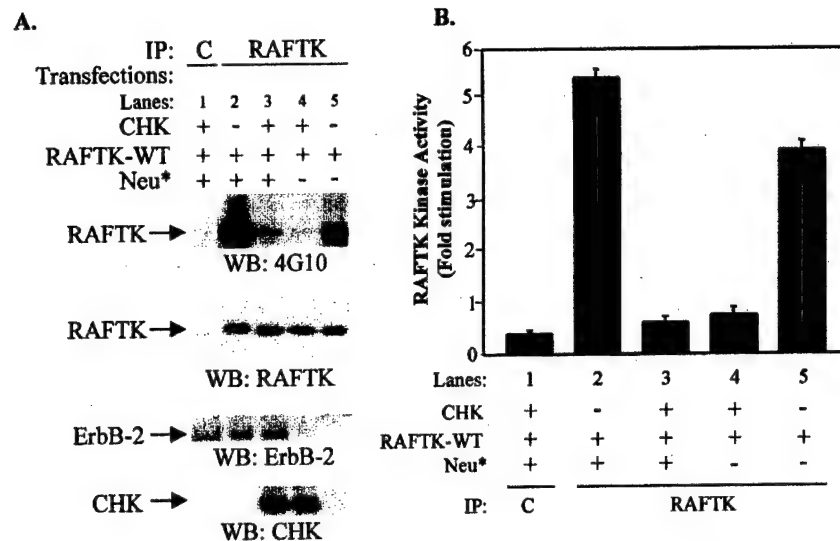 A.
IP: C RAFTK
Transfections:
Lanes: 1 2 3 4 5
CHK + - + + -
RAFTK-WT + + + + +
Neu* + + + - -
RAFTK
WB: 4G10
RAFTK
WB: RAFTK
ErbB-2
WB: ErbB-2
CHK
WB: CHK
B.
RAFTK Kinase Activity
(Fold stimulation)
6
5
4
3
2
1
0
Lanes: 1 2 3 4 5
CHK + - + + -
RAFTK-WT + + + + +
Neu* + + + - -
IP: C RAFTK